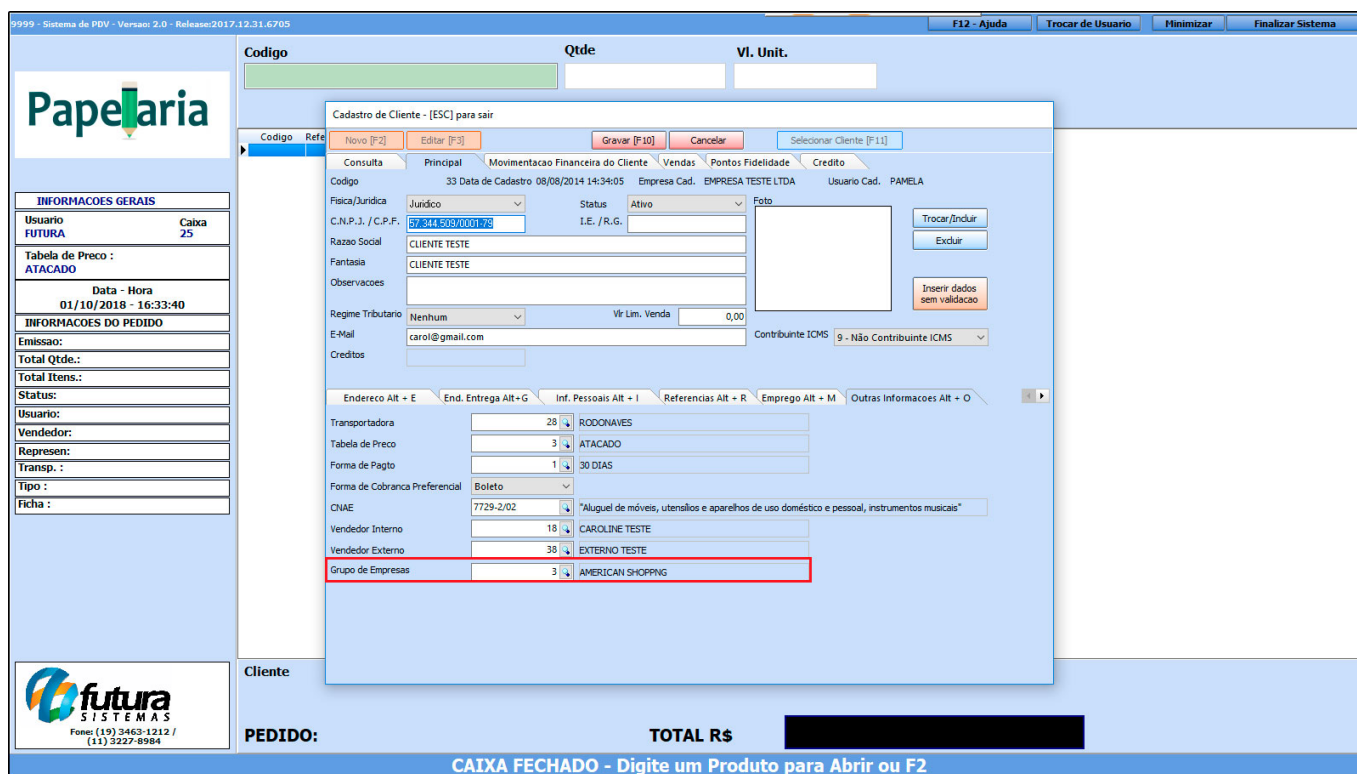 9999 - Sistema de PDV - Versao: 2.0 - Release:2017.12.31.6705
F12 - Ajuda
Trocar de Usuario
Minimizar
Finalizar Sistema
Codigo
Qtde
Vl. Unit.
Papelaria
Codigo Refe
Cadastro de Cliente - [ESC] para sair
Novo [F2]
Editar [F3]
Gravar [F10]
Cancelar
Selecionar Cliente [F11]
Consulta
Principal
Movimentacao Financeira do Cliente
Vendas
Pontos Fidelidade
Credito
Codigo 33 Data de Cadastro 08/08/2014 14:34:05 Empresa Cad. EMPRESA TESTE LTDA Usuario Cad. PAMELA
Fisica/Juridica Juridico Status Ativo Foto
C.N.P.J. / C.P.F. 57.344.509/0001-79 I.E. / R.G.
Trocar/Incluir
Razao Social CLIENTE TESTE
Excluir
Fantasia CLIENTE TESTE
Observacoes
Inserir dados
sem validacao
Regime Tributario Nenhum Vlr Lim. Venda 0,00
E-Mail carol@gmail.com Contribuinte ICMS 9 - Não Contribuinte ICMS
Creditos
Endereco Alt + E
End. Entrega Alt+G
Inf. Pessoais Alt + I
Referencias Alt + R
Emprego Alt + M
Outras Informacoes Alt + O
Transportadora 28 RODONAVES
Tabela de Preco 3 ATACADO
Forma de Pagto 1 30 DIAS
Forma de Cobranca Preferencial Boleto
CNAE 7729-2/02 "Aluguel de móveis, utensílios e aparelhos de uso doméstico e pessoal, instrumentos musicais"
Vendedor Interno 18 CAROLINE TESTE
Vendedor Externo 38 EXTERNO TESTE
Grupo de Empresas 3 AMERICAN SHOPPNG
INFORMACOES GERAIS
Usuario Caixa
FUTURA 25
Tabela de Preco :
ATACADO
Data - Hora
01/10/2018 - 16:33:40
INFORMACOES DO PEDIDO
Emissao:
Total Qtde.:
Total Itens.:
Status:
Usuario:
Vendedor:
Represen:
Transp. :
Tipo :
Ficha :
futura
SISTEMAS
Fone: (19) 3463-1212 /
(11) 3227-8984
Cliente
PEDIDO:
TOTAL R$
CAIXA FECHADO - Digite um Produto para Abrir ou F2